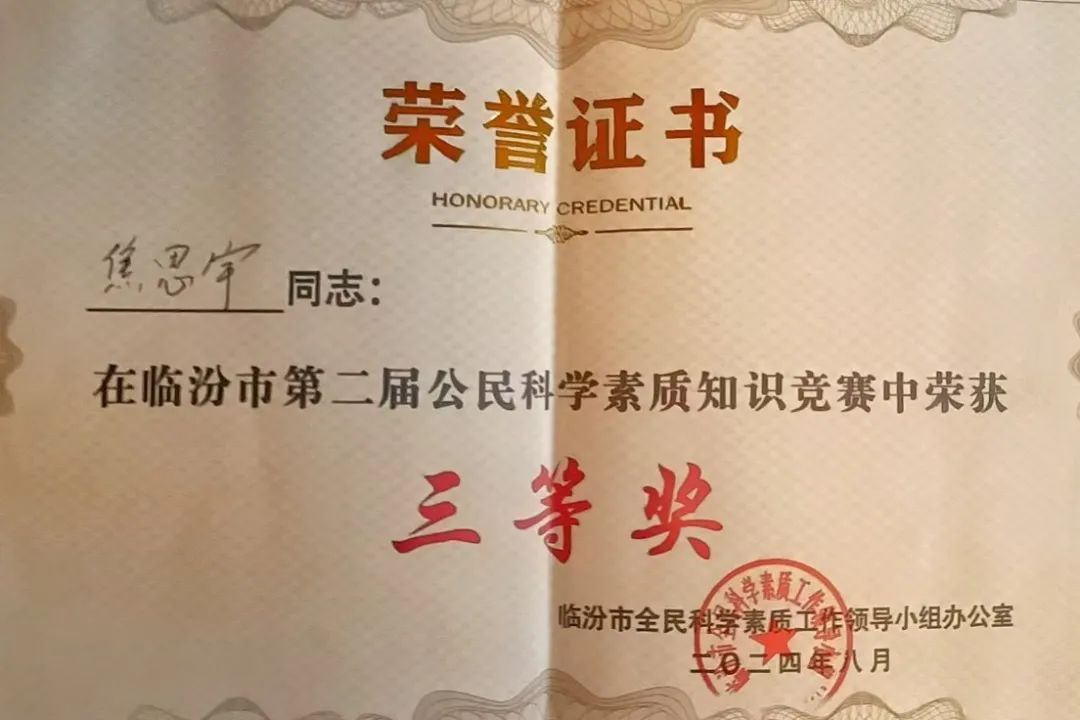 荣誉证书
HONORARY CREDENTIAL
焦思宇 同志：
在临汾市第二届公民科学素质知识竞赛中荣获
三等奖
临汾市全民科学素质工作领导小组办公室
二〇二四年八月